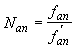 N_an = f_an / f'_an